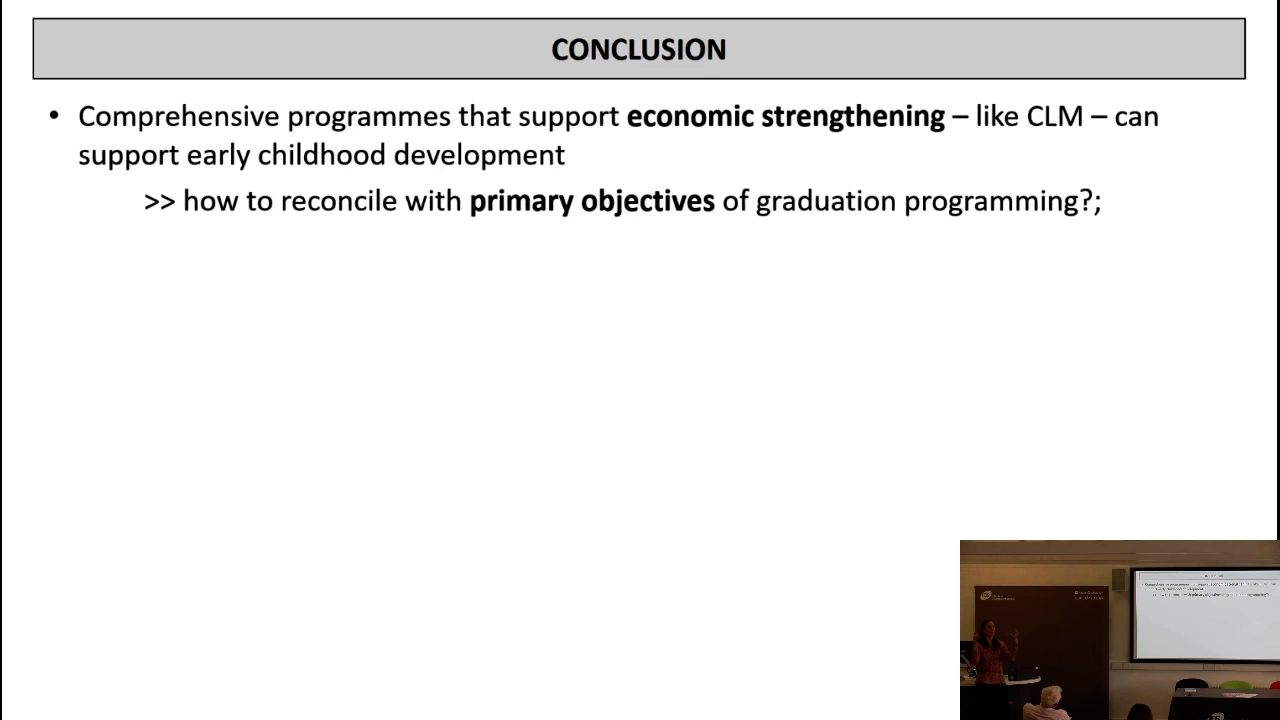 CONCLUSION
• Comprehensive programmes that support economic strengthening – like CLM – can
support early childhood development
>> how to reconcile with primary objectives of graduation programming?;